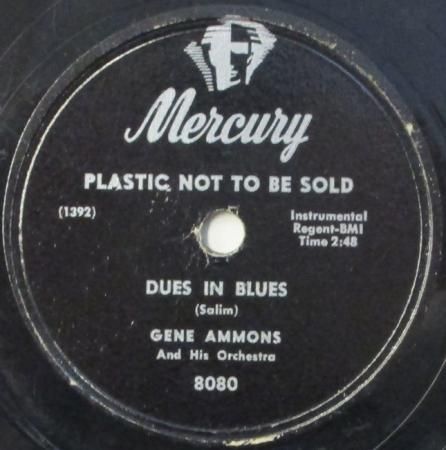 Mercury
PLASTIC NOT TO BE SOLD
(1392)
Instrumental
Regent-BMI
Time 2:48
DUES IN BLUES
(Salim)
GENE AMMONS
And His Orchestra
8080